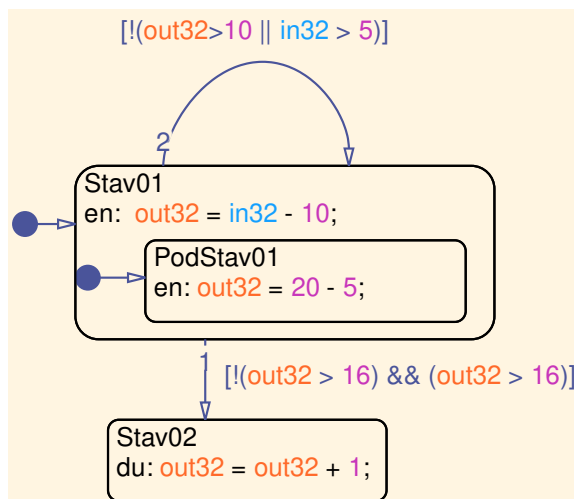 [!(out32>10 || in32 > 5)]
2
Stav01
en: out32 = in32 - 10;
PodStav01
en: out32 = 20 - 5;
1
[!(out32 > 16) && (out32 > 16)]
Stav02
du: out32 = out32 + 1;